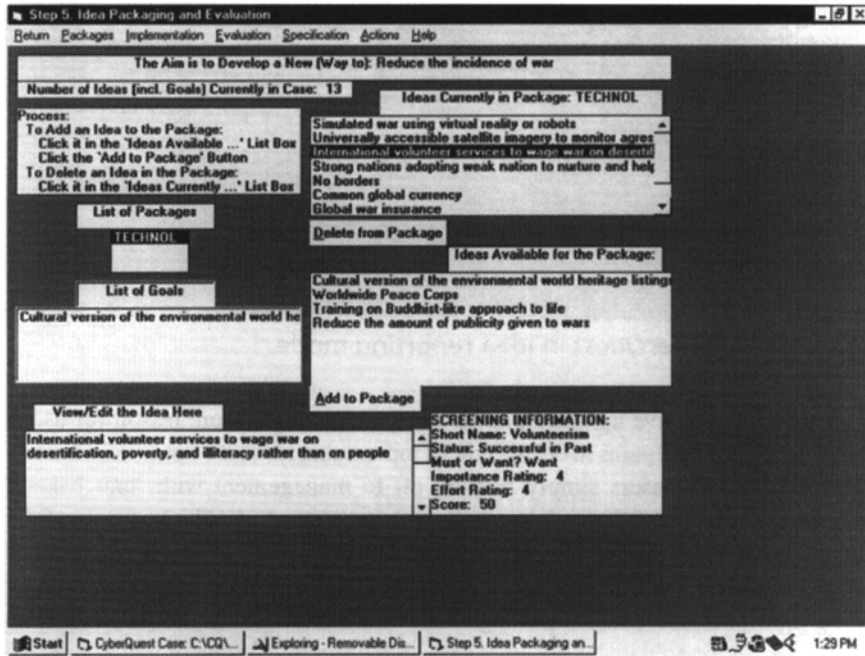 Step 5. Idea Packaging and Evaluation
Return Packages Implementation Evaluation Specification Actions Help
The Aim is to Develop a New (Way to): Reduce the incidence of war
Number of Ideas (incl. Goals) Currently in Case: 13
Ideas Currently in Package: TECHNOL
Process:
To Add an Idea to the Package:
Click it in the 'Ideas Available ...' List Box
Click the 'Add to Package' Button
To Delete an Idea in the Package:
Click it in the 'Ideas Currently ...' List Box
Simulated war using virtual reality or robots
Universally accessible satellite imagery to monitor agres
International volunteer services to wage war on desertif
Strong nations adopting weak nation to nurture and help
No borders
Common global currency
Global war insurance
List of Packages
TECHNOL
Delete from Package
Ideas Available for the Package:
List of Goals
Cultural version of the environmental world he
Cultural version of the environmental world heritage listings
Worldwide Peace Corps
Training on Buddhist-like approach to life
Reduce the amount of publicity given to wars
Add to Package
View/Edit the Idea Here
International volunteer services to wage war on
desertification, poverty, and illiteracy rather than on people
SCREENING INFORMATION:
Short Name: Volunteerism
Status: Successful in Past
Must or Want? Want
Importance Rating: 4
Effort Rating: 4
Score: 50
Start
CyberQuest Case: C:\CQ\...
Exploring - Removable Dis...
Step 5. Idea Packaging an...
1:29 PM